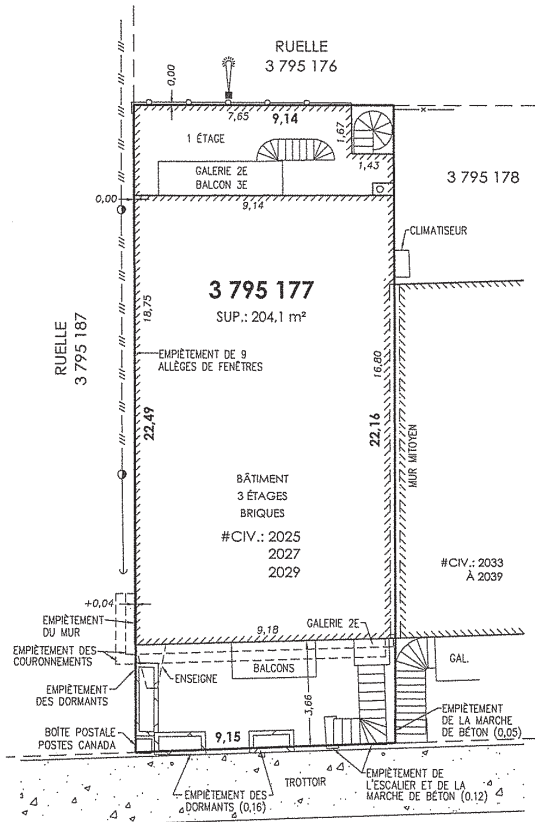 RUELLE
3 795 176
0,00
7,65
9,14
1 ÉTAGE
1,67
1,43
GALERIE 2E
BALCON 3E
3 795 178
0,00
9,14
CLIMATISEUR
3 795 177
SUP.: 204,1 m²
18,75
RUELLE
3 795 187
EMPIÈTEMENT DE 9
ALLÈGES DE FENÊTRES
16,80
22,49
22,16
MUR MITOYEN
BÂTIMENT
3 ÉTAGES
BRIQUES
#CIV.: 2025
2027
2029
#CIV.: 2033
À 2039
+0,04
EMPIÈTEMENT
DU MUR
9,18
GALERIE 2E
EMPIÈTEMENT DES
COURONNEMENTS
ENSEIGNE
BALCONS
GAL.
EMPIÈTEMENT
DES DORMANTS
3,66
BOÎTE POSTALE
POSTES CANADA
9,15
EMPIÈTEMENT
DE LA MARCHE
DE BÉTON (0,05)
EMPIÈTEMENT DES
DORMANTS (0,16)
TROTTOIR
EMPIÈTEMENT DE
L'ESCALIER ET DE LA
MARCHE DE BÉTON (0.12)